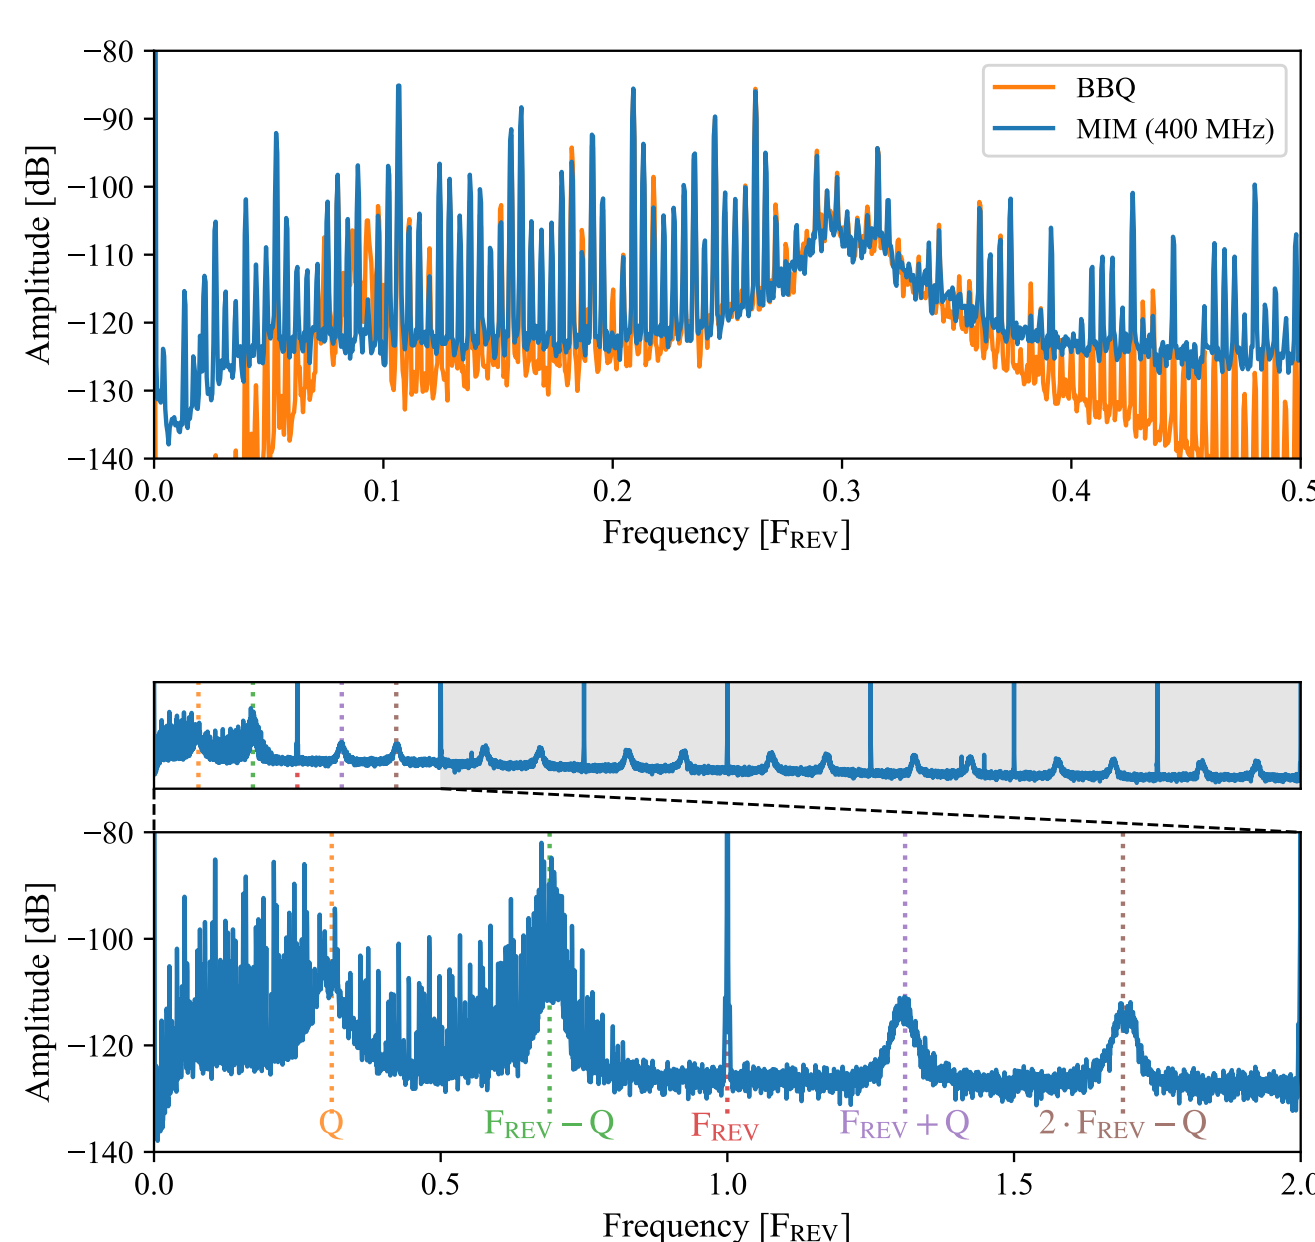 −80
−90
−100
−110
−120
−130
−140
Amplitude [dB]
BBQ
MIM (400 MHz)
0.0 0.1 0.2 0.3 0.4 0.5
Frequency [F_REV]
−80
−100
−120
−140
Amplitude [dB]
Q F_REV − Q F_REV F_REV + Q 2 · F_REV − Q
0.0 0.5 1.0 1.5 2.0
Frequency [F_REV]